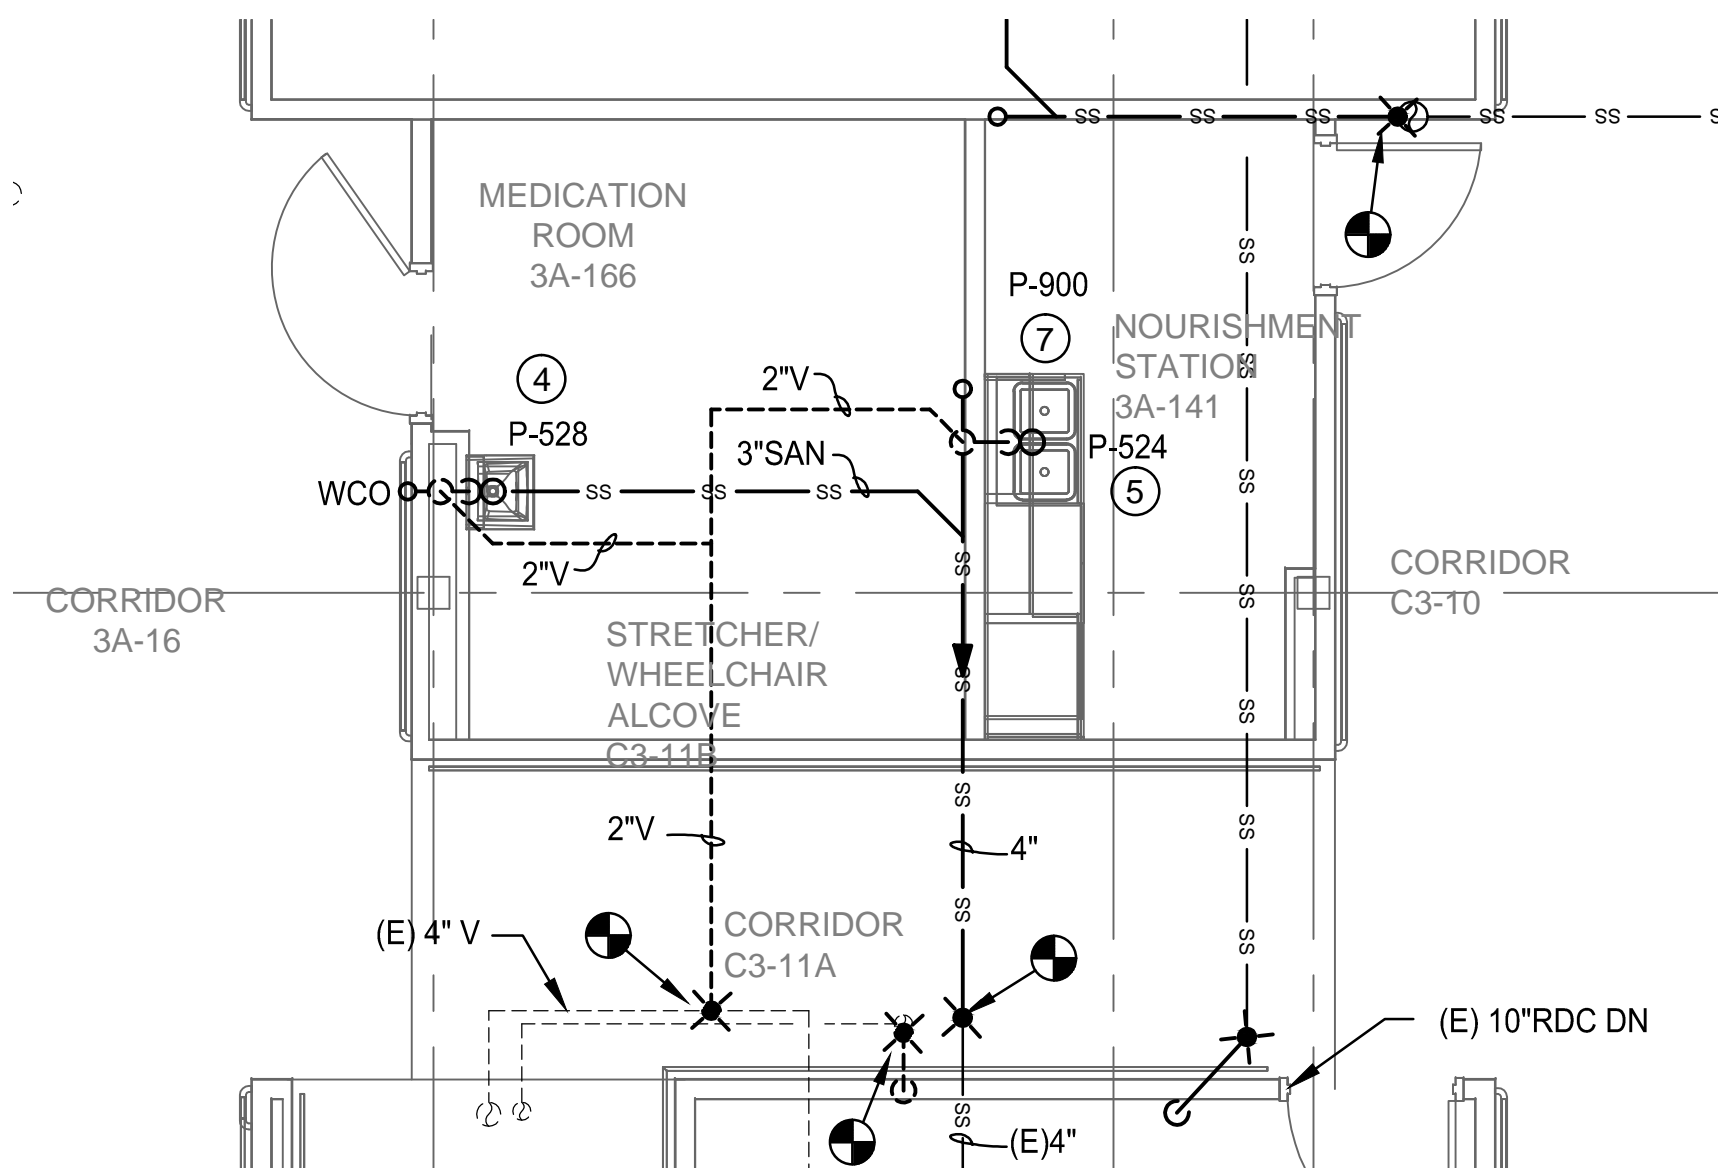 SS SS SS SS SS
MEDICATION
ROOM
3A-166
SS
P-900
7
NOURISHMENT
STATION
3A-141
SS
4
P-528
2"V
3"SAN
P-524
5
WCO
SS SS SS
SS
2"V
SS
SS
CORRIDOR
C3-10
CORRIDOR
3A-16
STRETCHER/
WHEELCHAIR
ALCOVE
C3-11B
SS
SS
SS
2"V
4"
SS
SS
(E) 4" V
CORRIDOR
C3-11A
SS
(E) 10"RDC DN
SS
(E)4"